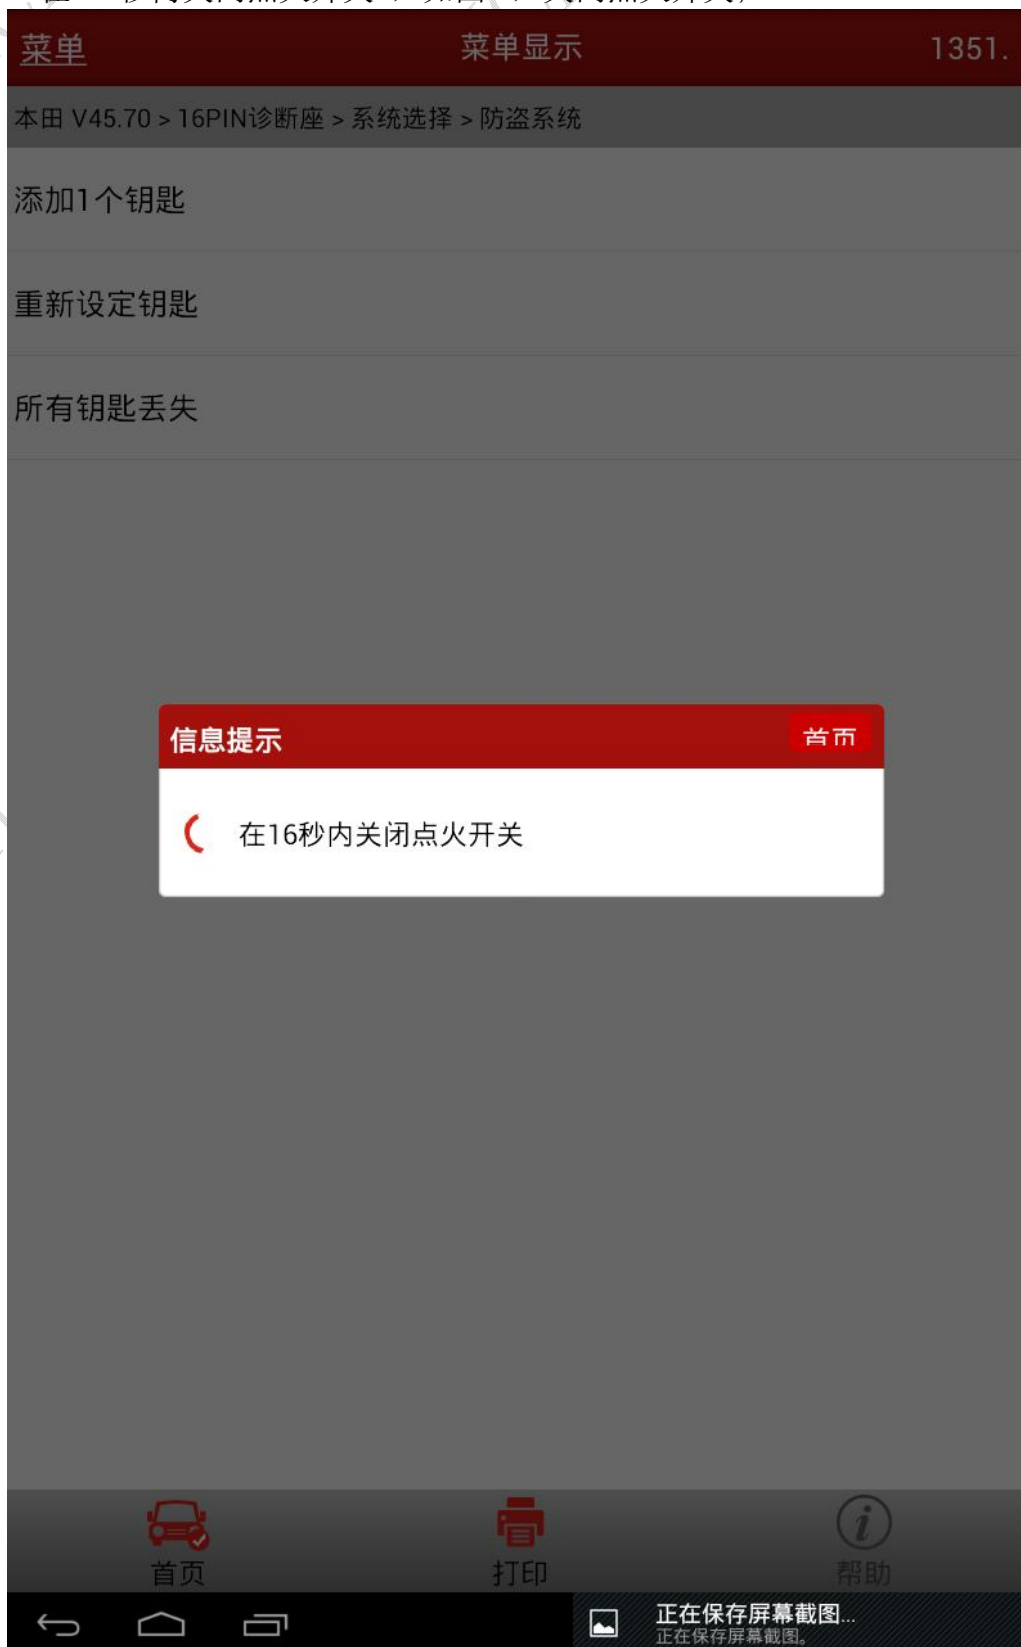 菜单 菜单显示 1351.
本田 V45.70 > 16PIN诊断座 > 系统选择 > 防盗系统
添加1个钥匙
重新设定钥匙
所有钥匙丢失
信息提示 首页
在16秒内关闭点火开关
首页 打印 帮助
正在保存屏幕截图...
正在保存屏幕截图。